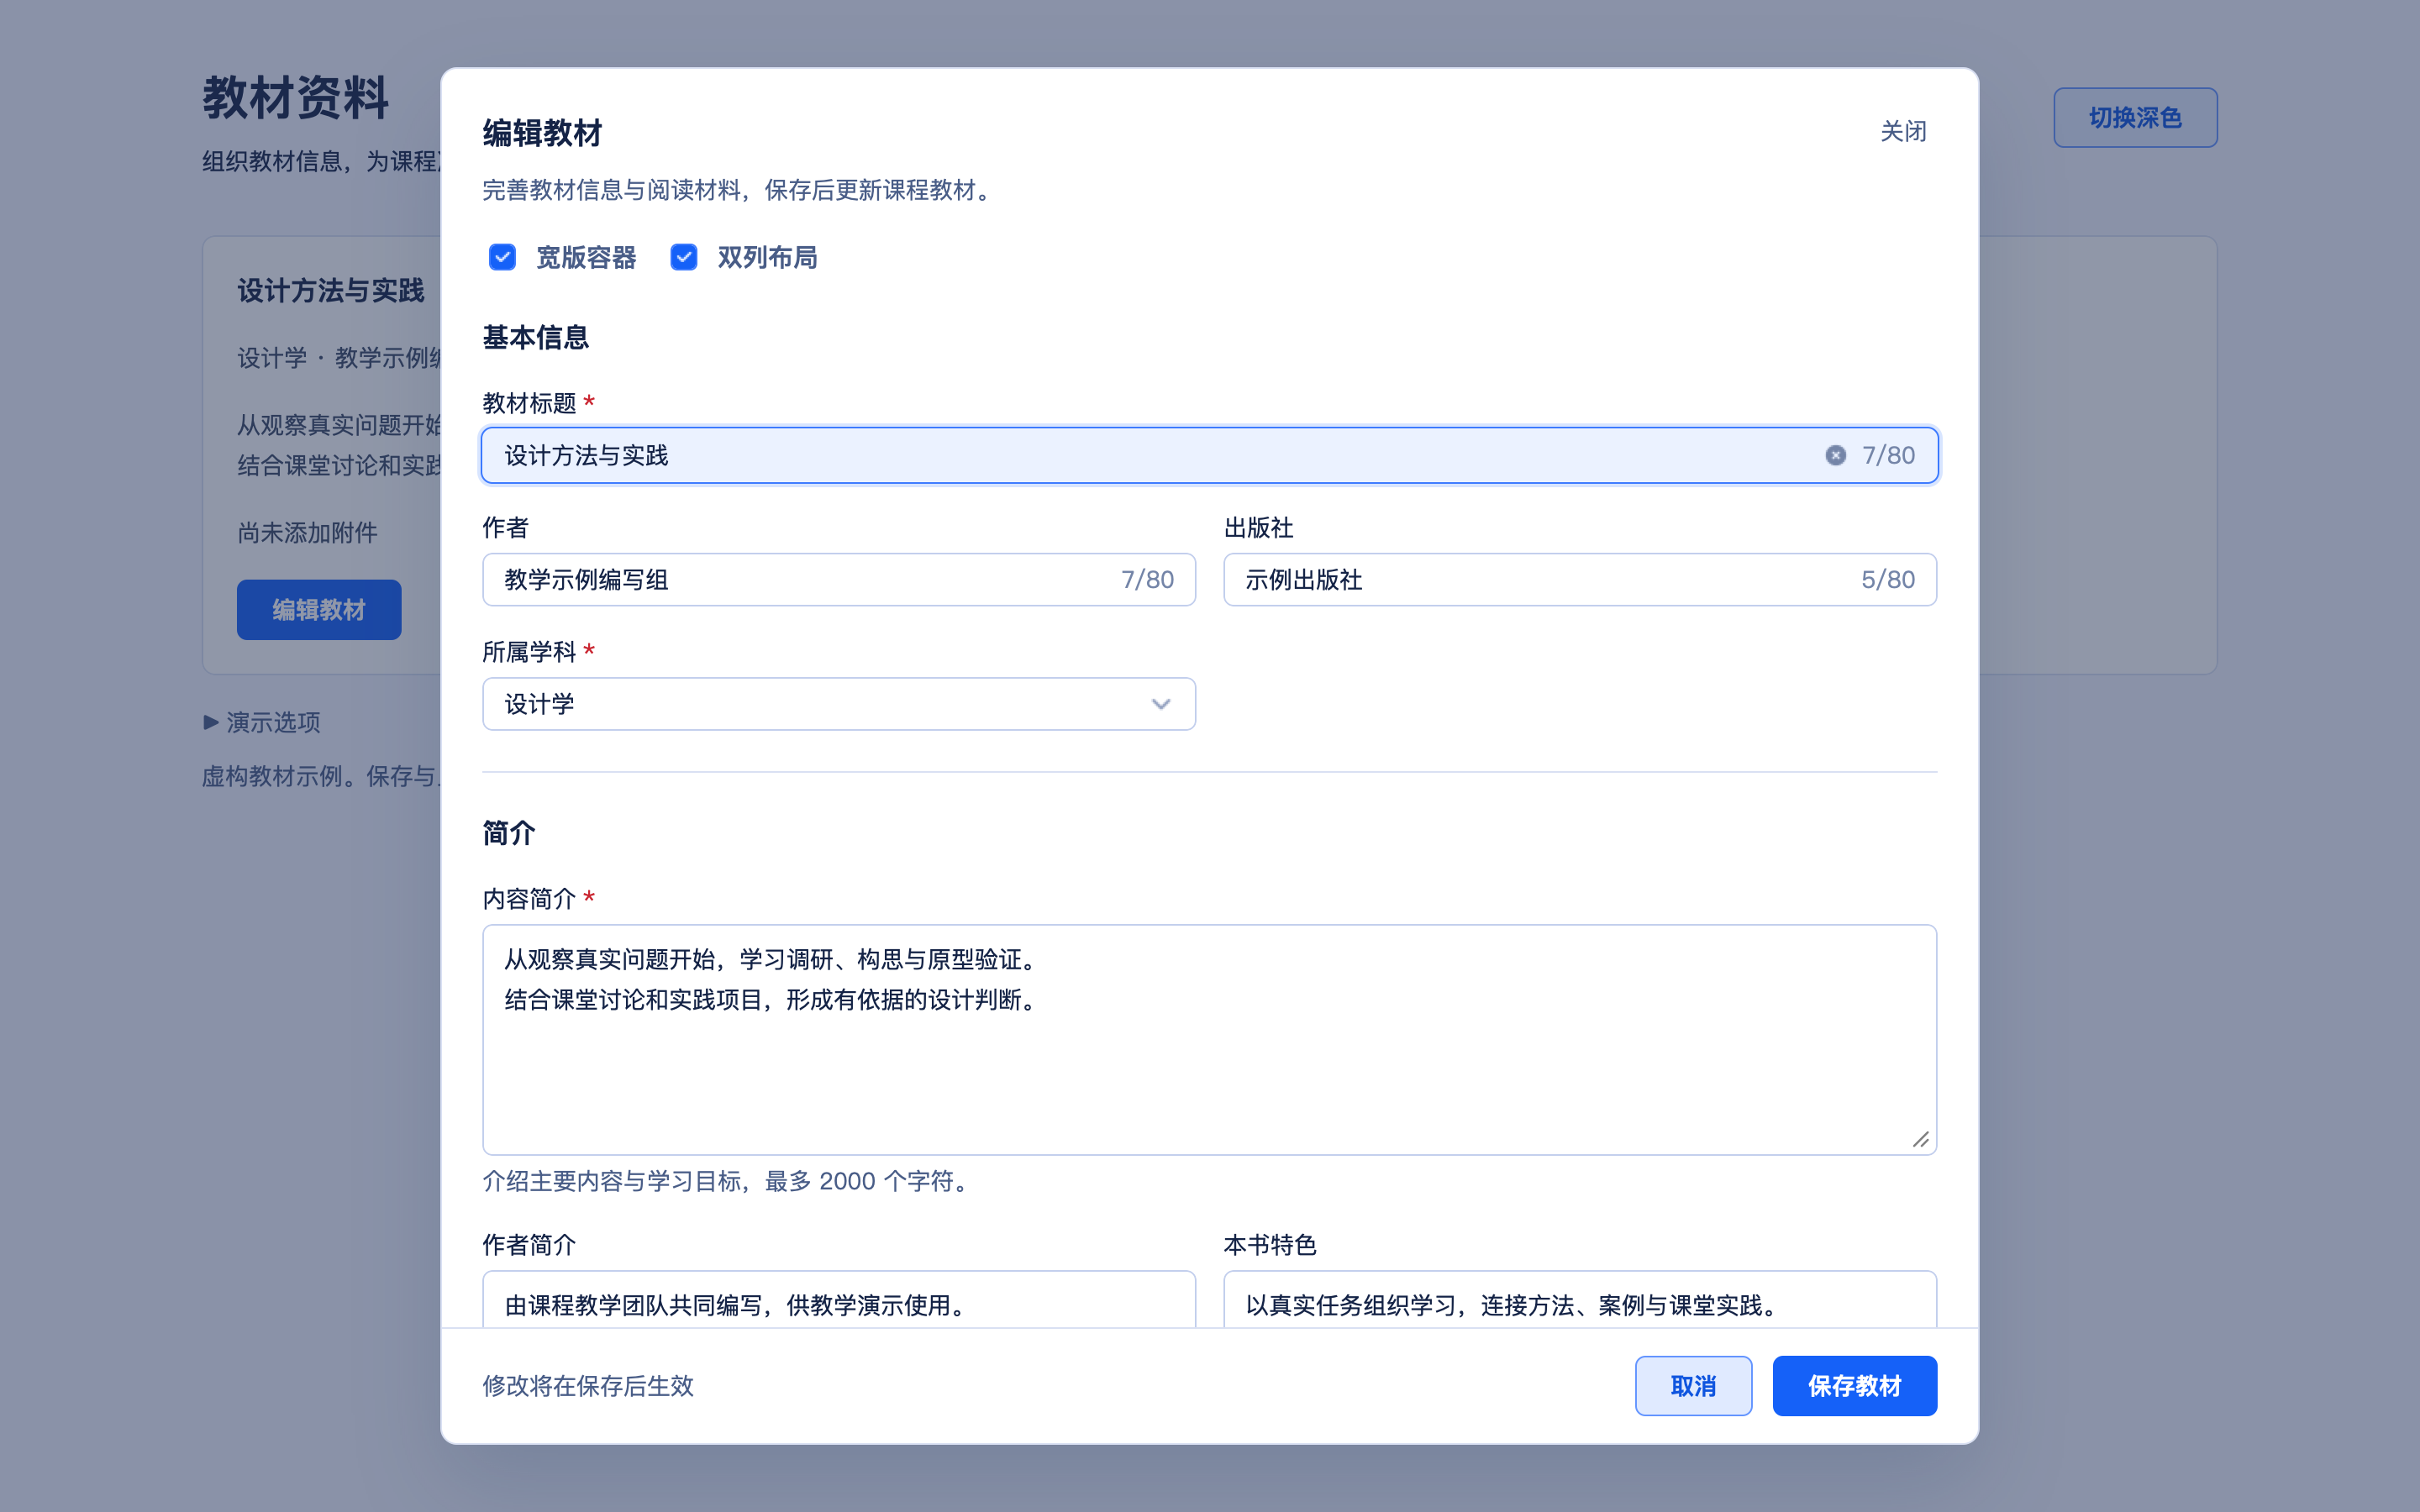 教材资料
组织教材信息，为课程
切换深色
设计方法与实践
设计学 · 教学示例编
从观察真实问题开始
结合课堂讨论和实践
尚未添加附件
编辑教材
演示选项
虚构教材示例。保存与
编辑教材
关闭
完善教材信息与阅读材料，保存后更新课程教材。
宽版容器
双列布局
基本信息
教材标题 *
设计方法与实践
7/80
作者
出版社
教学示例编写组
7/80
示例出版社
5/80
所属学科 *
设计学
简介
内容简介 *
从观察真实问题开始，学习调研、构思与原型验证。
结合课堂讨论和实践项目，形成有依据的设计判断。
介绍主要内容与学习目标，最多 2000 个字符。
作者简介
本书特色
由课程教学团队共同编写，供教学演示使用。
以真实任务组织学习，连接方法、案例与课堂实践。
修改将在保存后生效
取消
保存教材